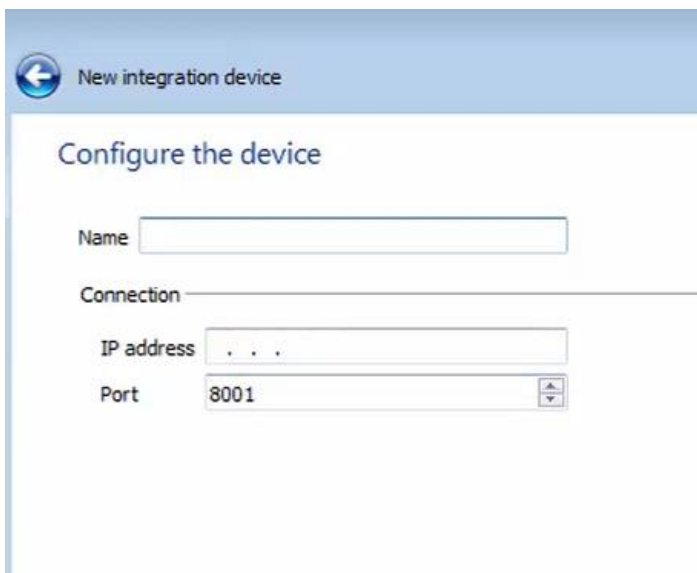 New integration device
Configure the device
Name
Connection
IP address . . .
Port 8001